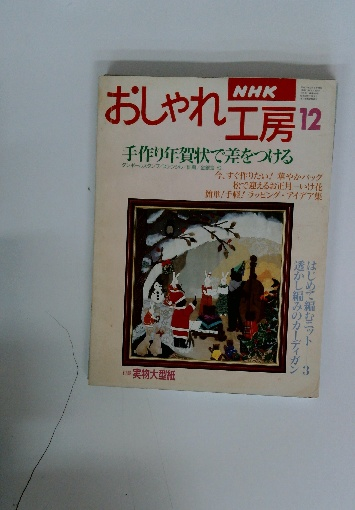 NHK
おしゃれ工房
12
手作り年賀状で差をつける
今、すぐ作りたい! 華やかバッグ
松で迎えるお正月―いけ花
簡単!手軽!ラッピング・アイデア集
はじめて編むニット 3
透かし編みのカーディガン
実物大型紙